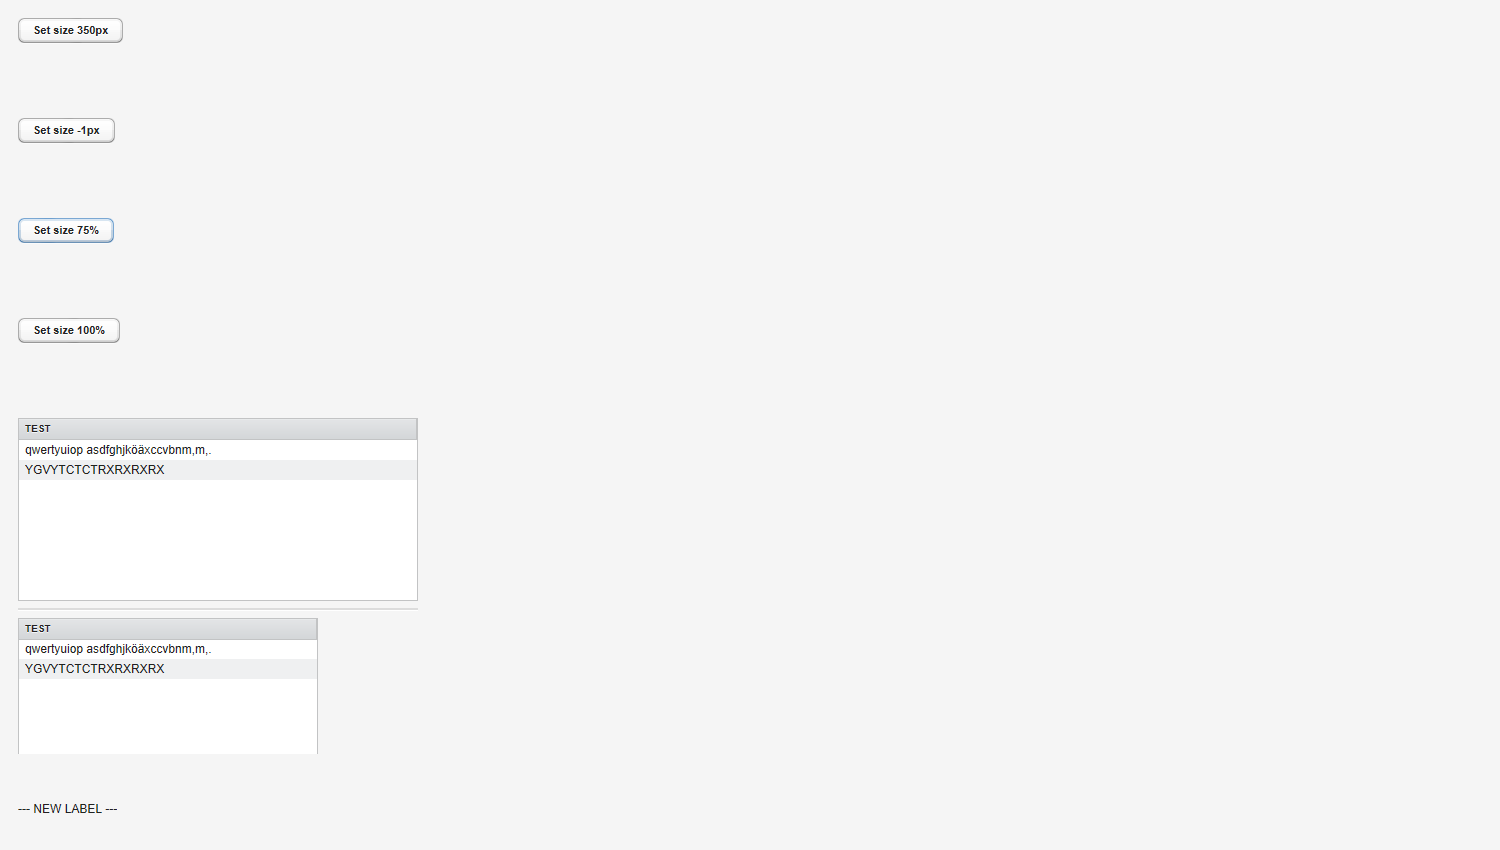 Set size 350px
Set size -1px
Set size 75%
Set size 100%
TEST
qwertyuiop asdfghjköäxccvbnm,m,.
YGVYTCTCTRXRXRXRX
TEST
qwertyuiop asdfghjköäxccvbnm,m,.
YGVYTCTCTRXRXRXRX
--- NEW LABEL ---